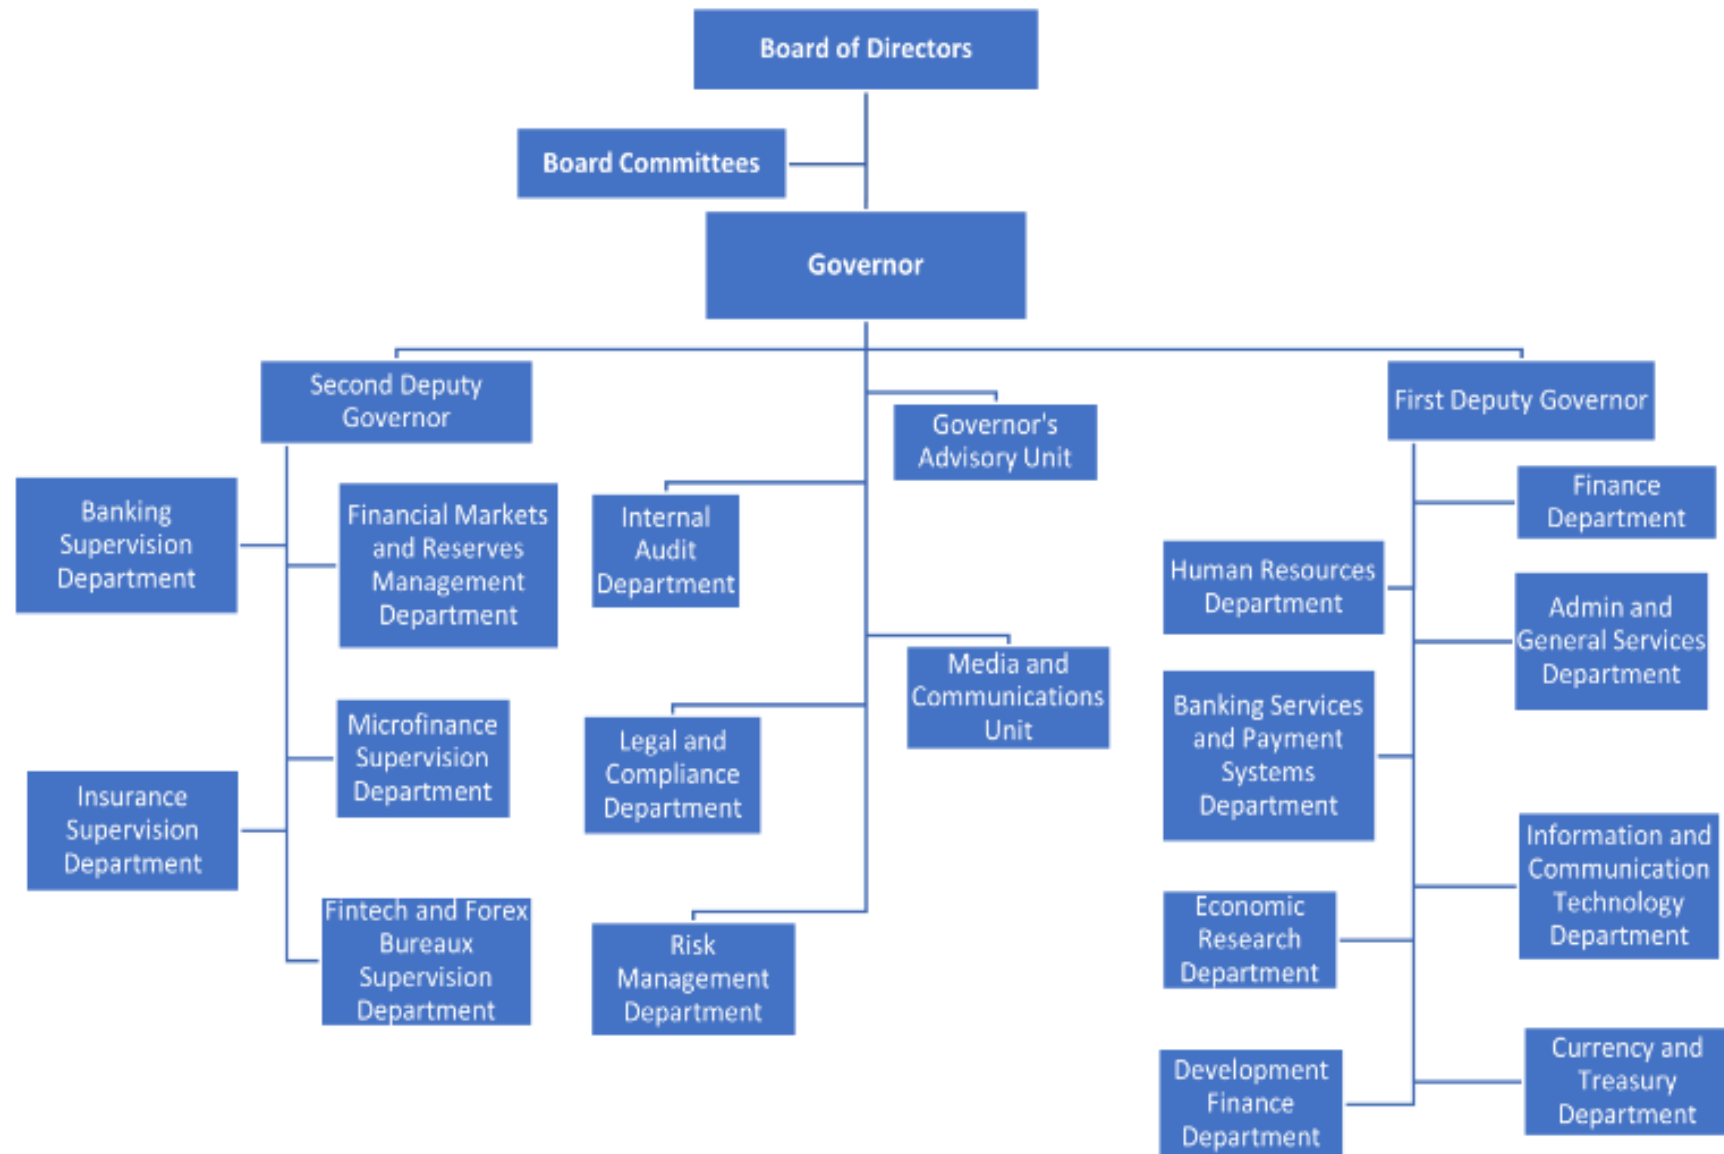 Board of Directors
Board Committees
Governor
Second Deputy
Governor
First Deputy Governor
Governor's
Advisory Unit
Banking
Supervision
Department
Financial Markets
and Reserves
Management
Department
Internal
Audit
Department
Finance
Department
Human Resources
Department
Admin and
General Services
Department
Media and
Communications
Unit
Banking Services
and Payment
Systems
Department
Microfinance
Supervision
Department
Legal and
Compliance
Department
Insurance
Supervision
Department
Information and
Communication
Technology
Department
Economic
Research
Department
Fintech and Forex
Bureaux
Supervision
Department
Risk
Management
Department
Currency and
Treasury
Department
Development
Finance
Department